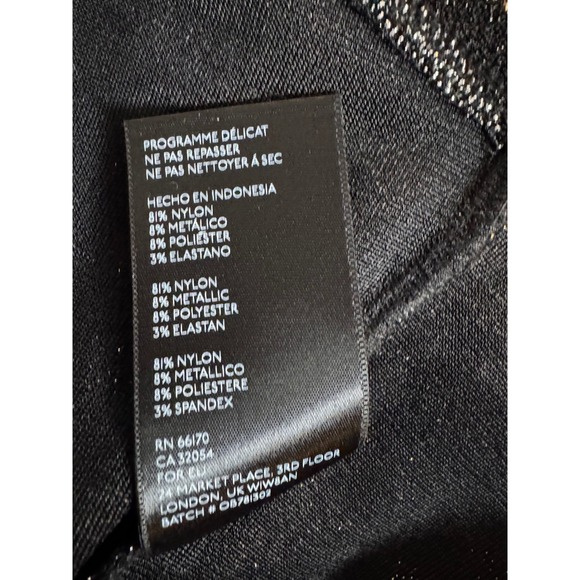 PROGRAMME DÉLICAT
NE PAS REPASSER
NE PAS NETTOYER À SEC
HECHO EN INDONESIA
81% NYLON
8% METÁLICO
8% POLIÉSTER
3% ELASTANO
81% NYLON
8% METALLIC
8% POLYESTER
3% ELASTAN
81% NYLON
8% METALLICO
8% POLIESTERE
3% SPANDEX
RN 66170
CA 32054
FOR EU
24 MARKET PLACE, 3RD FLOOR
LONDON, UK W1W8AN
BATCH # OB781302